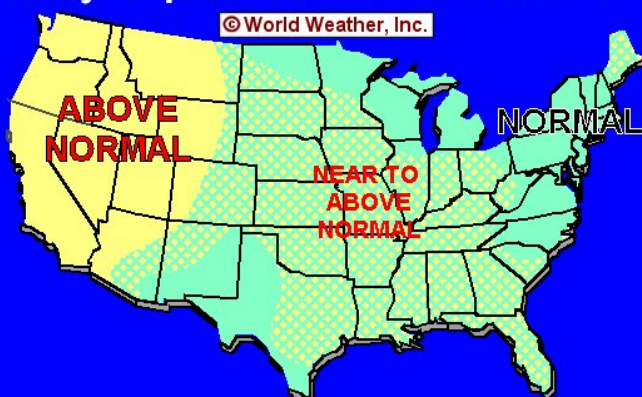 © World Weather, Inc.
ABOVE
NORMAL
NORMAL
NEAR TO
ABOVE
NORMAL